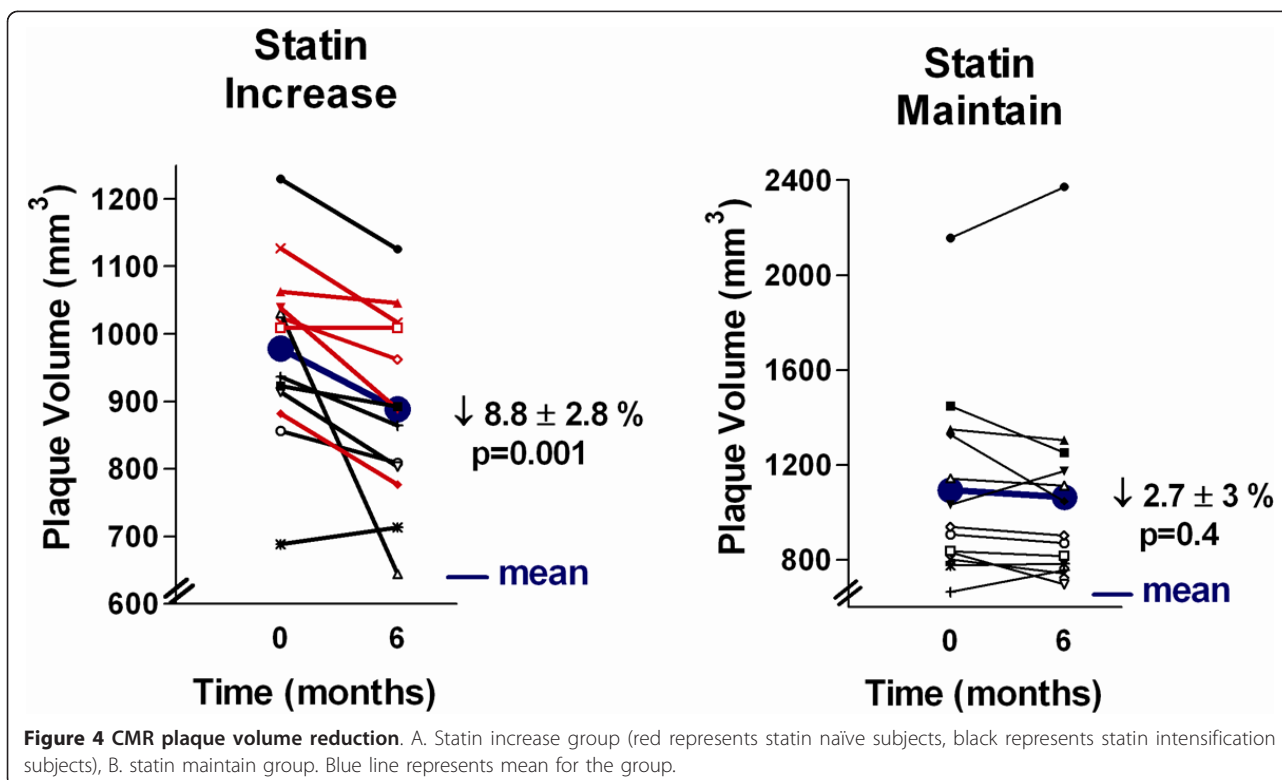 Statin
Increase
Plaque Volume (mm³)
1200
1100
1000
900
800
700
600
0 6
Time (months)
↓ 8.8 ± 2.8 %
p=0.001
mean
Statin
Maintain
Plaque Volume (mm³)
2400
2000
1600
1200
800
0 6
Time (months)
↓ 2.7 ± 3 %
p=0.4
mean
Figure 4 CMR plaque volume reduction. A. Statin increase group (red represents statin naïve subjects, black represents statin intensification
subjects), B. statin maintain group. Blue line represents mean for the group.